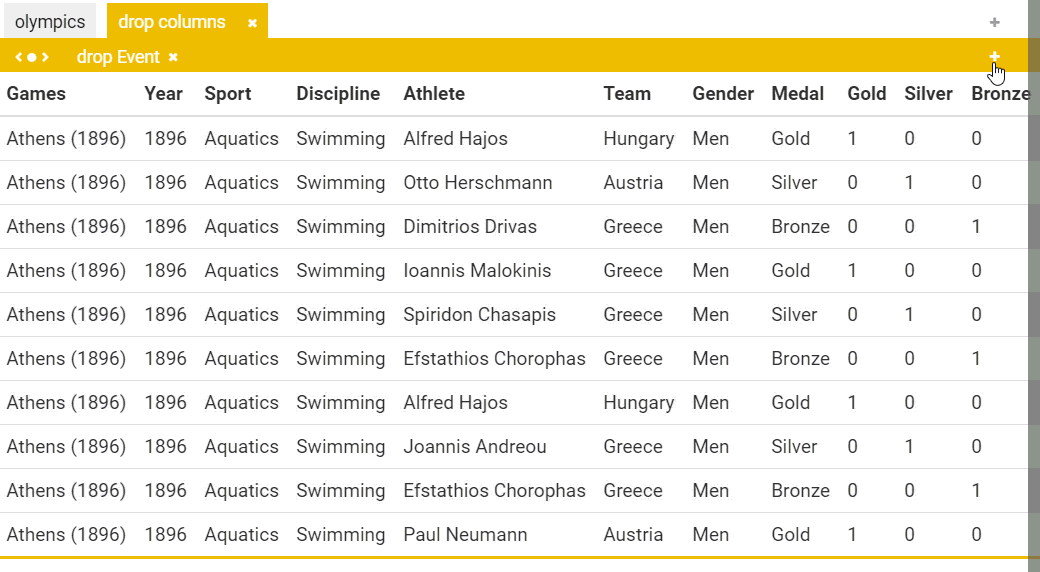 olympics drop columns ✖ +
< ● > drop Event ✖ +
Games Year Sport Discipline Athlete Team Gender Medal Gold Silver Bronze
Athens (1896) 1896 Aquatics Swimming Alfred Hajos Hungary Men Gold 1 0 0
Athens (1896) 1896 Aquatics Swimming Otto Herschmann Austria Men Silver 0 1 0
Athens (1896) 1896 Aquatics Swimming Dimitrios Drivas Greece Men Bronze 0 0 1
Athens (1896) 1896 Aquatics Swimming Ioannis Malokinis Greece Men Gold 1 0 0
Athens (1896) 1896 Aquatics Swimming Spiridon Chasapis Greece Men Silver 0 1 0
Athens (1896) 1896 Aquatics Swimming Efstathios Chorophas Greece Men Bronze 0 0 1
Athens (1896) 1896 Aquatics Swimming Alfred Hajos Hungary Men Gold 1 0 0
Athens (1896) 1896 Aquatics Swimming Joannis Andreou Greece Men Silver 0 1 0
Athens (1896) 1896 Aquatics Swimming Efstathios Chorophas Greece Men Bronze 0 0 1
Athens (1896) 1896 Aquatics Swimming Paul Neumann Austria Men Gold 1 0 0